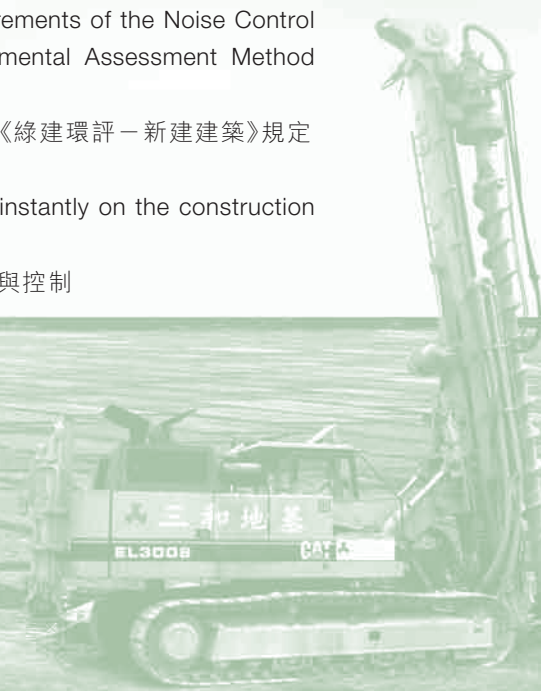 rements of the Noise Control
mental Assessment Method
《綠建環評－新建建築》規定
instantly on the construction
與控制
三和地基
EL300B
CAT